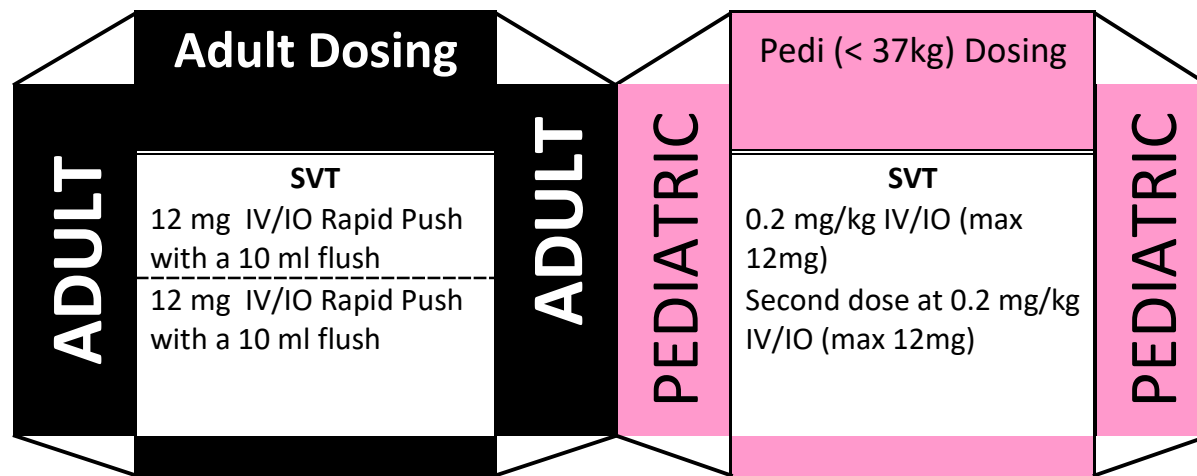 Adult Dosing
ADULT
SVT
12 mg  IV/IO Rapid Push
with a 10 ml flush
12 mg  IV/IO Rapid Push
with a 10 ml flush
ADULT
Pedi (< 37kg) Dosing
PEDIATRIC
SVT
0.2 mg/kg IV/IO (max
12mg)
Second dose at 0.2 mg/kg
IV/IO (max 12mg)
PEDIATRIC